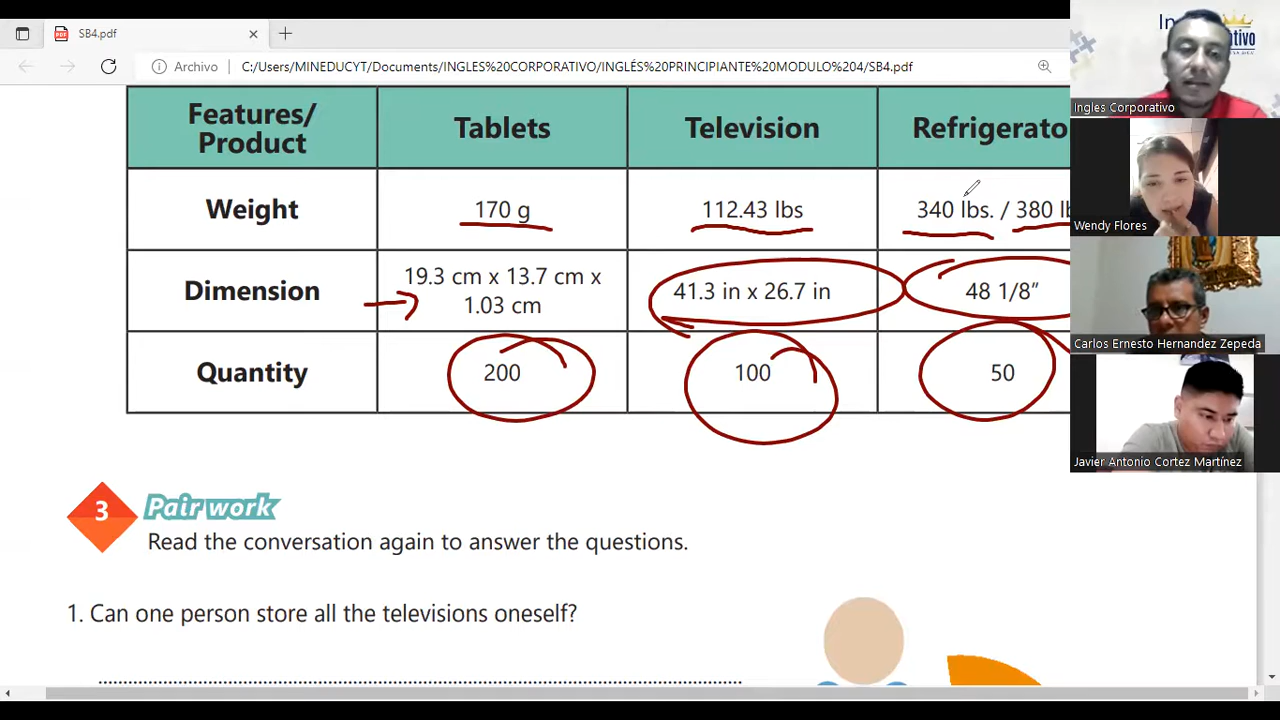 SB4.pdf
Archivo
C:/Users/MINEDUCYT/Documents/INGLES%20CORPORATIVO/INGLÉS%20PRINCIPIANTE%20MODULO%204/SB4.pdf
Features/
Product
Tablets
Television
Refrigerato
Weight
170 g
112.43 lbs
340 lbs. / 380 lb
Dimension
19.3 cm x 13.7 cm x
1.03 cm
41.3 in x 26.7 in
48 1/8”
Quantity
200
100
50
3
Pair work
Read the conversation again to answer the questions.
1. Can one person store all the televisions oneself?
Ingles Corporativo
Wendy Flores
Carlos Ernesto Hernandez Zepeda
Javier Antonio Cortez Martínez